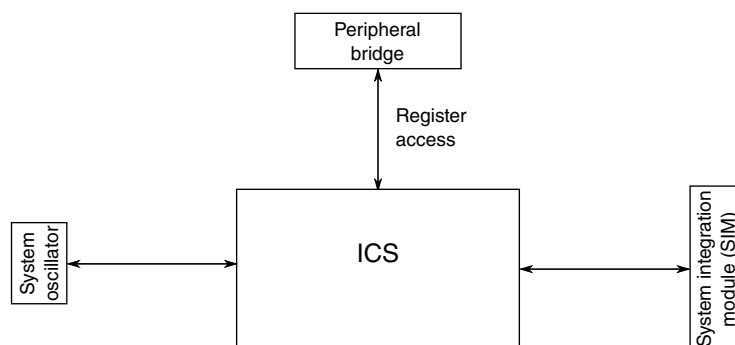 Peripheral
bridge
Register
access
ICS
System
oscillator
System integration
module (SIM)